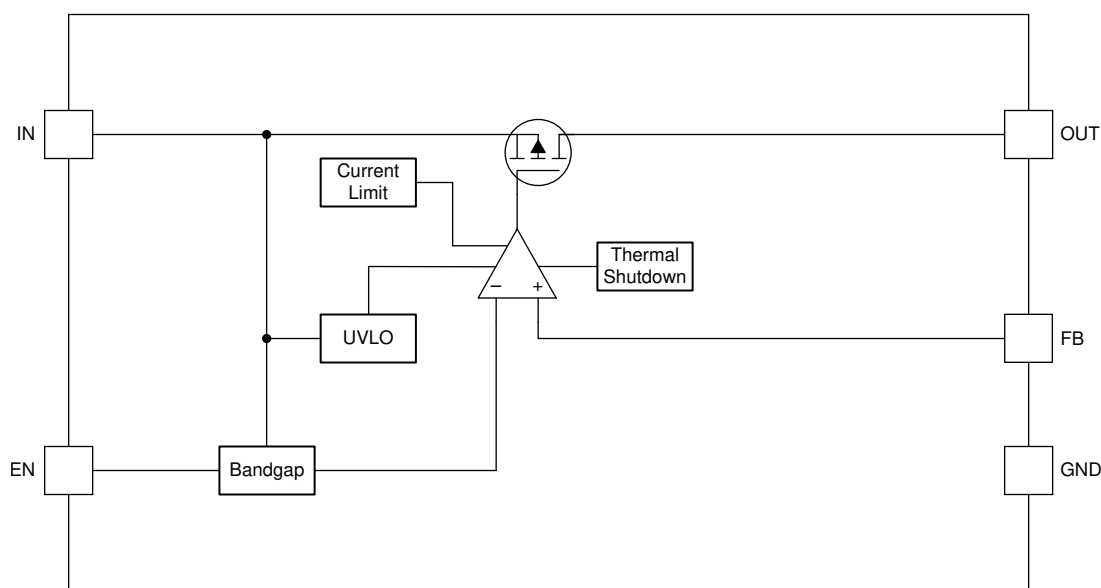 IN
OUT
Current
Limit
Thermal
Shutdown
− +
UVLO
FB
EN
Bandgap
GND